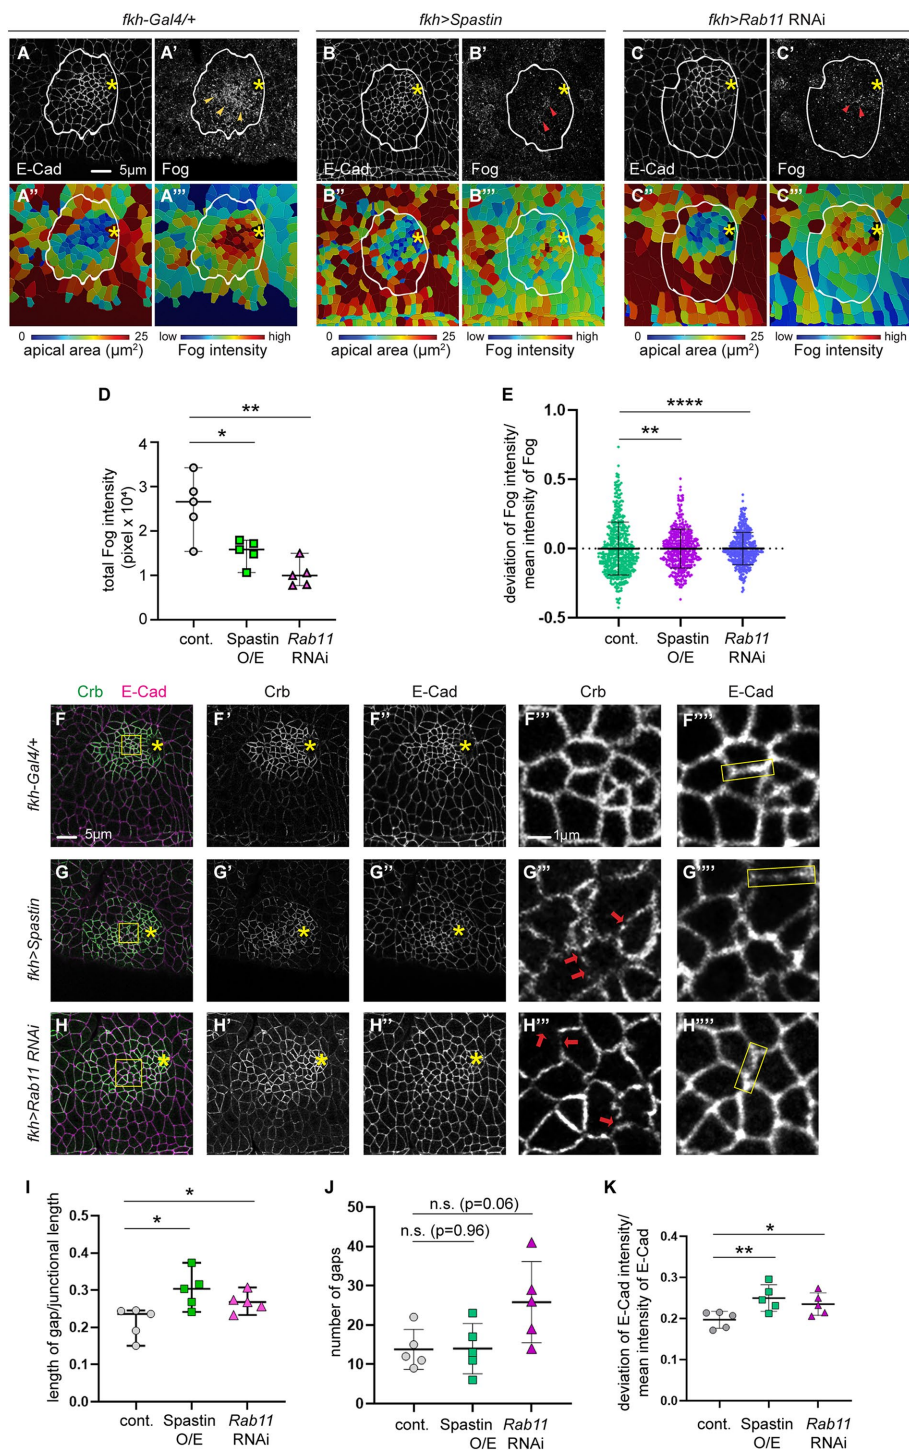 fkh-Gal4/+
fkh>Spastin
fkh>Rab11 RNAi
A
A'
B
B'
C
C'
E-Cad
5µm
Fog
E-Cad
Fog
E-Cad
Fog
A''
A'''
B''
B'''
C''
C'''
0
25
low
high
0
25
low
high
0
25
low
high
apical area (µm²)
Fog intensity
apical area (µm²)
Fog intensity
apical area (µm²)
Fog intensity
D
**
*
total Fog intensity
(pixel x 10⁴)
4
3
2
1
0
cont.
Spastin
O/E
Rab11
RNAi
E
****
**
deviation of Fog intensity/
mean intensity of Fog
1.0
0.5
0.0
-0.5
cont.
Spastin
O/E
Rab11
RNAi
Crb E-Cad
Crb
E-Cad
Crb
E-Cad
fkh-Gal4/+
F
F'
F''
F'''
F''''
5µm
1µm
fkh>Spastin
G
G'
G''
G'''
G''''
fkh>Rab11 RNAi
H
H'
H''
H'''
H''''
I
*
*
length of gap/junctional length
0.5
0.4
0.3
0.2
0.1
0.0
cont.
Spastin
O/E
Rab11
RNAi
J
n.s. (p=0.06)
n.s. (p=0.96)
number of gaps
50
40
30
20
10
0
cont.
Spastin
O/E
Rab11
RNAi
K
*
**
deviation of E-Cad intensity/
mean intensity of E-Cad
0.4
0.3
0.2
0.1
0.0
cont.
Spastin
O/E
Rab11
RNAi